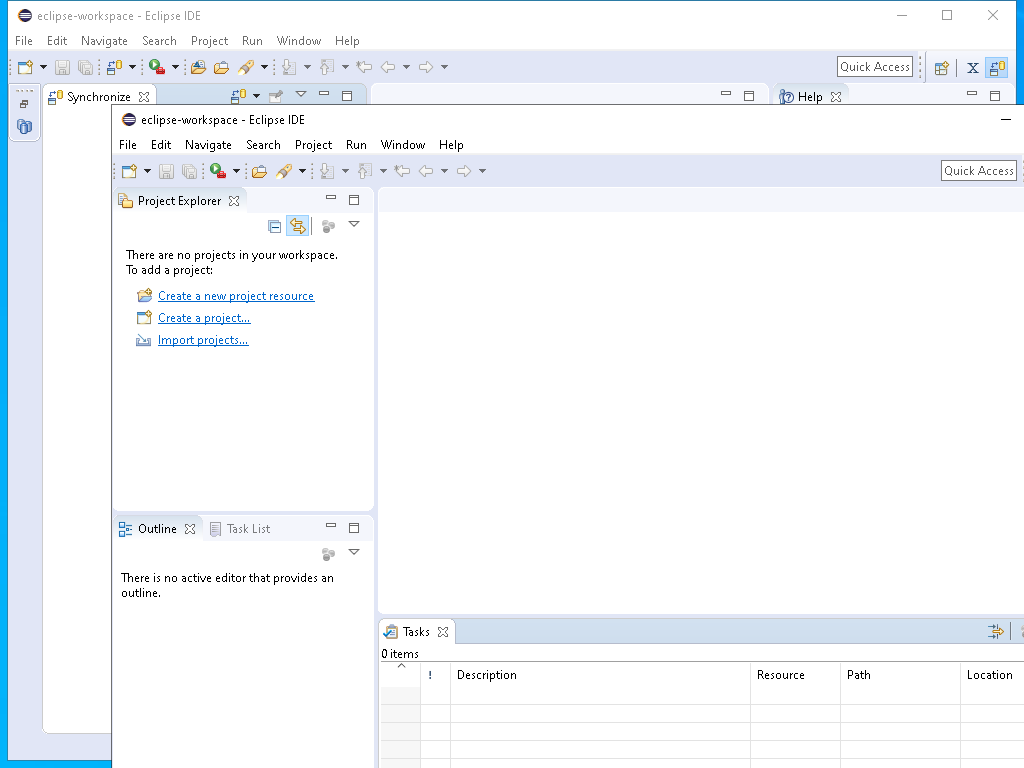 eclipse-workspace - Eclipse IDE
File Edit Navigate Search Project Run Window Help
Quick Access
X
Synchronize
Help
eclipse-workspace - Eclipse IDE
File Edit Navigate Search Project Run Window Help
Quick Access
Project Explorer
There are no projects in your workspace.
To add a project:
Create a new project resource
Create a project...
Import projects...
Outline Task List
There is no active editor that provides an
outline.
Tasks
0 items
! Description Resource Path Location